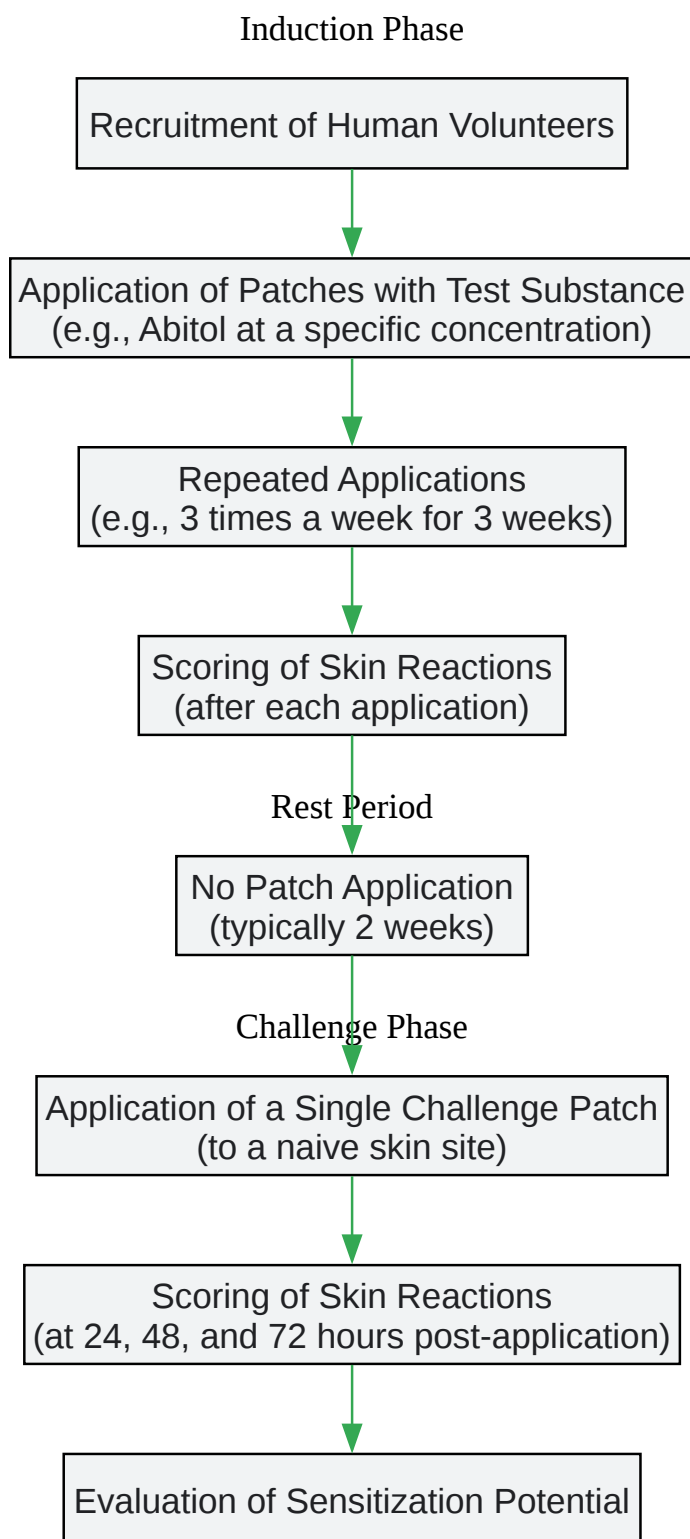 Induction Phase
Recruitment of Human Volunteers
Application of Patches with Test Substance
(e.g., Abitol at a specific concentration)
Repeated Applications
(e.g., 3 times a week for 3 weeks)
Scoring of Skin Reactions
(after each application)
Rest Period
No Patch Application
(typically 2 weeks)
Challenge Phase
Application of a Single Challenge Patch
(to a naive skin site)
Scoring of Skin Reactions
(at 24, 48, and 72 hours post-application)
Evaluation of Sensitization Potential